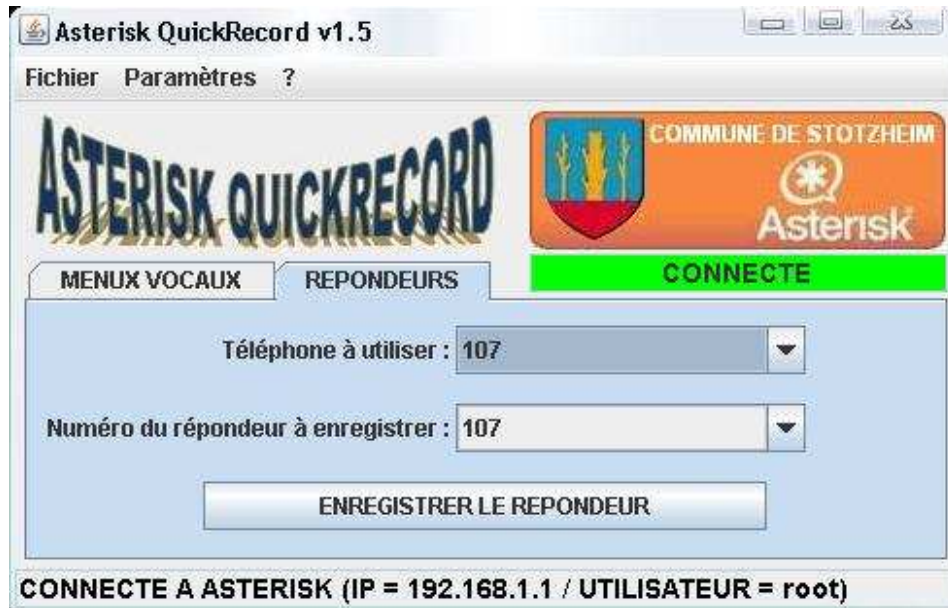 Asterisk QuickRecord v1.5
Fichier Paramètres ?
ASTERISK QUICKRECORD
COMMUNE DE STOTZHEIM
Asterisk
CONNECTE
MENUX VOCAUX REPONDEURS
Téléphone à utiliser : 107
Numéro du répondeur à enregistrer : 107
ENREGISTRER LE REPONDEUR
CONNECTE A ASTERISK (IP = 192.168.1.1 / UTILISATEUR = root)